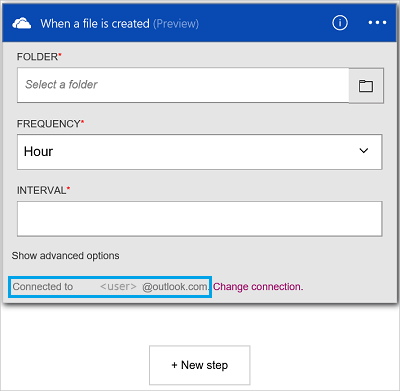 When a file is created (Preview)
FOLDER*
Select a folder
FREQUENCY*
Hour
INTERVAL*
Show advanced options
Connected to <user> @outlook.com. Change connection.
+ New step